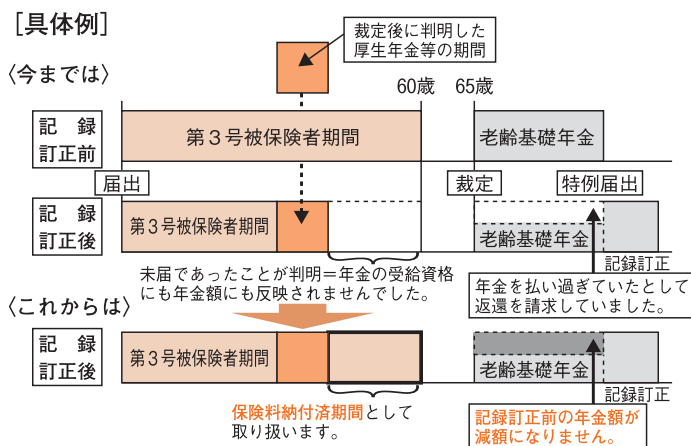 [具体例]
裁定後に判明した
厚生年金等の期間
〈今までは〉
60歳
65歳
記録
訂正前
第3号被保険者期間
老齢基礎年金
届出
裁定
特例届出
記録
訂正後
第3号被保険者期間
老齢基礎年金
記録訂正
未届であったことが判明=年金の受給資格
にも年金額にも反映されませんでした。
年金を払い過ぎていたとして
返還を請求していました。
〈これからは〉
記録
訂正後
第3号被保険者期間
老齢基礎年金
記録訂正
保険料納付済期間として
取り扱います。
記録訂正前の年金額が
減額になりません。